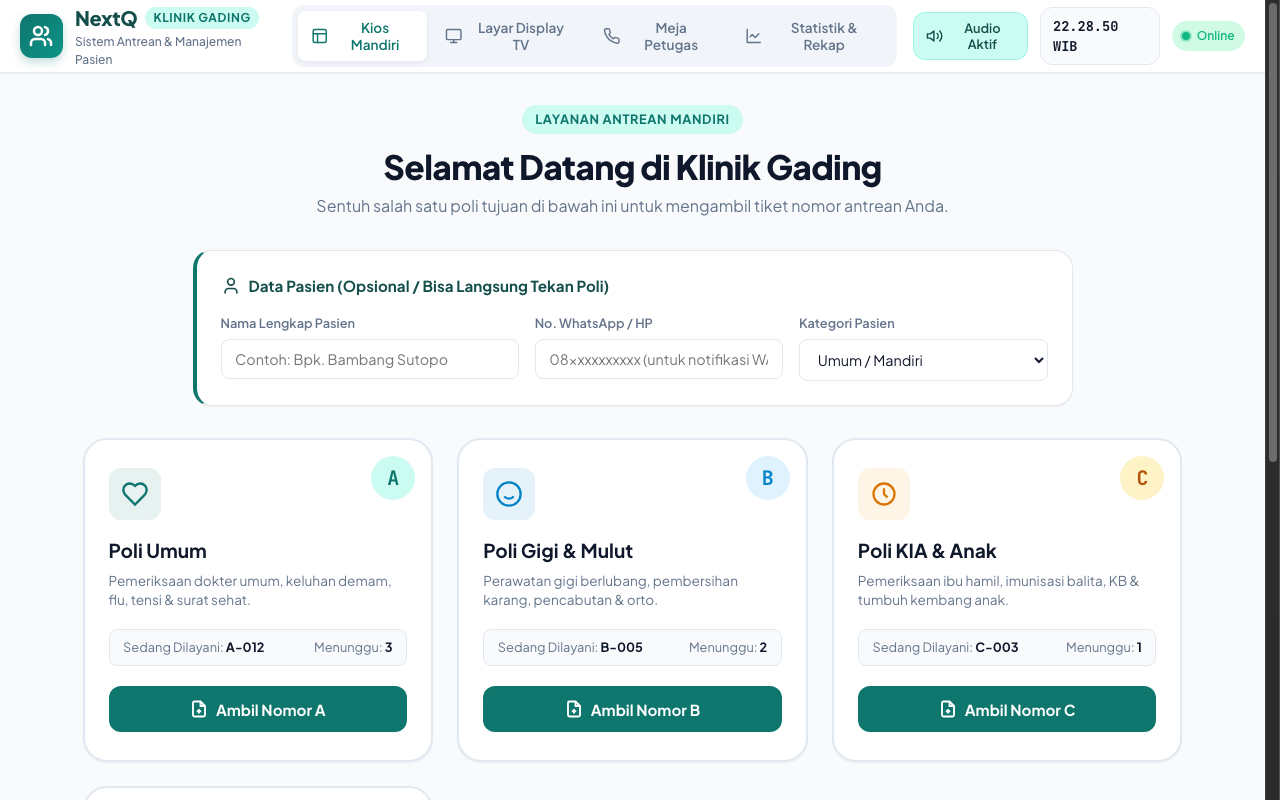 NextQ KLINIK GADING
Sistem Antrean & Manajemen
Pasien
Kios
Mandiri
Layar Display
TV
Meja
Petugas
Statistik &
Rekap
Audio
Aktif
22.28.50
WIB
Online
LAYANAN ANTREAN MANDIRI
Selamat Datang di Klinik Gading
Sentuh salah satu poli tujuan di bawah ini untuk mengambil tiket nomor antrean Anda.
Data Pasien (Opsional / Bisa Langsung Tekan Poli)
Nama Lengkap Pasien
Contoh: Bpk. Bambang Sutopo
No. WhatsApp / HP
08xxxxxxxxxx (untuk notifikasi WA
Kategori Pasien
Umum / Mandiri
A
Poli Umum
Pemeriksaan dokter umum, keluhan demam,
flu, tensi & surat sehat.
Sedang Dilayani: A-012 Menunggu: 3
Ambil Nomor A
B
Poli Gigi & Mulut
Perawatan gigi berlubang, pembersihan
karang, pencabutan & orto.
Sedang Dilayani: B-005 Menunggu: 2
Ambil Nomor B
C
Poli KIA & Anak
Pemeriksaan ibu hamil, imunisasi balita, KB &
tumbuh kembang anak.
Sedang Dilayani: C-003 Menunggu: 1
Ambil Nomor C